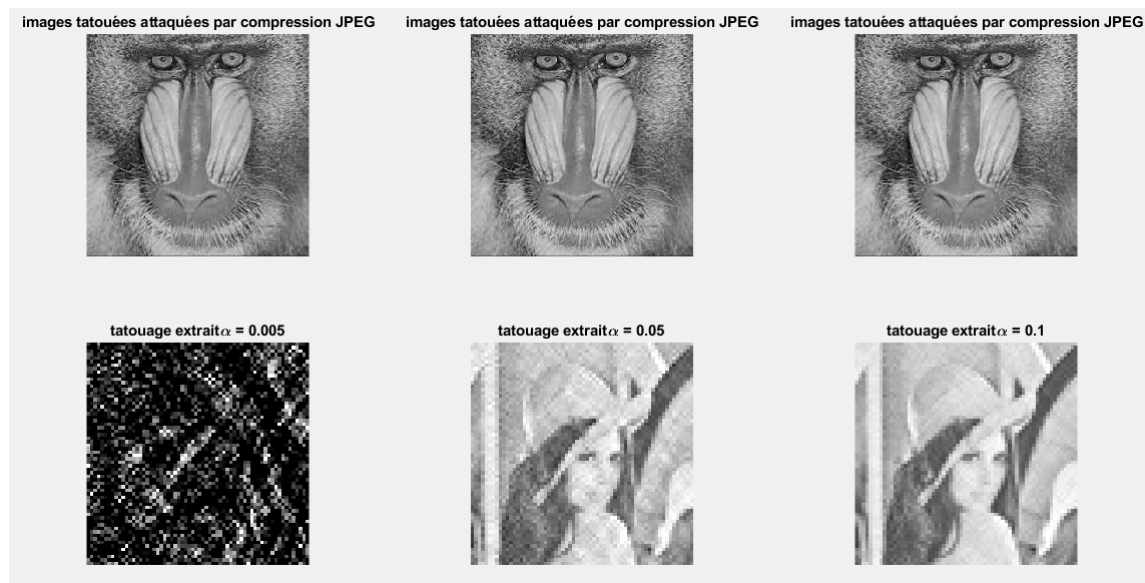 images tatouées attaquées par compression JPEG
images tatouées attaquées par compression JPEG
images tatouées attaquées par compression JPEG
tatouage extraitα = 0.005
tatouage extraitα = 0.05
tatouage extraitα = 0.1